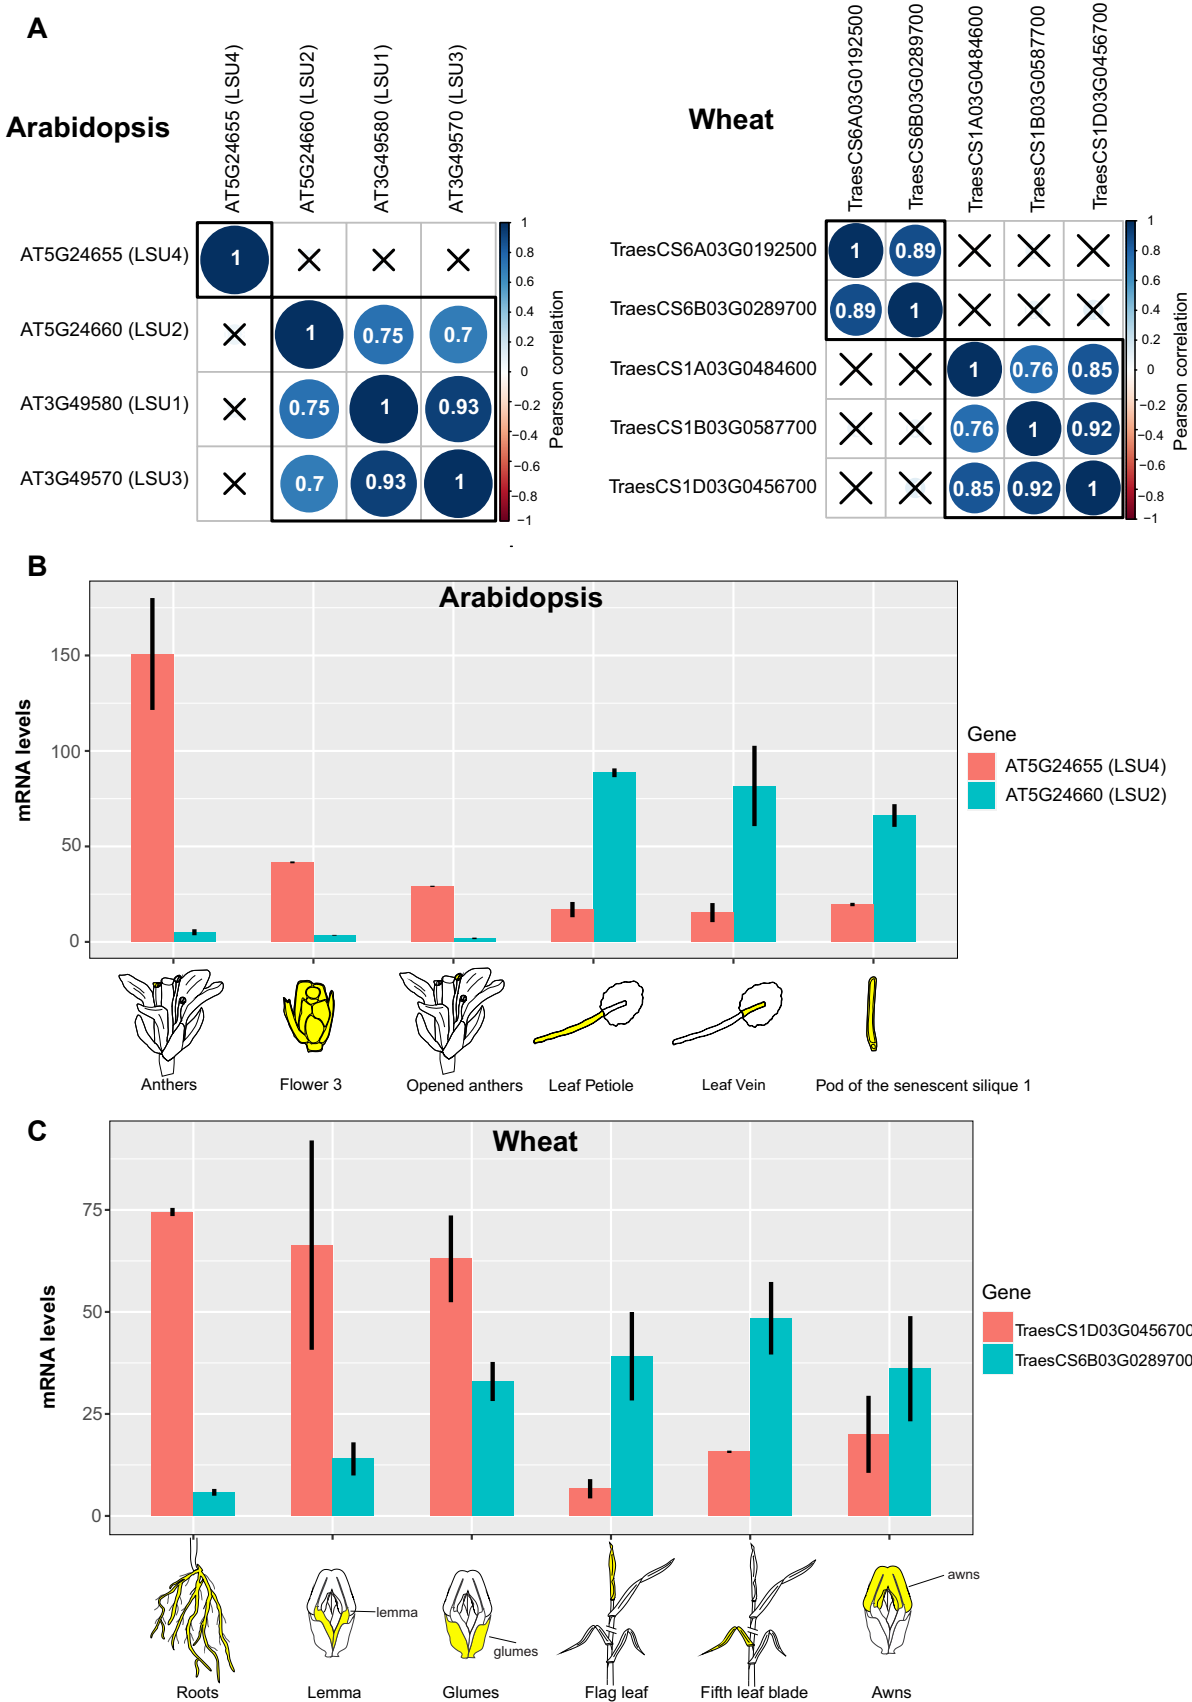 A
Arabidopsis
AT5G24655 (LSU4)
AT5G24660 (LSU2)
AT3G49580 (LSU1)
AT3G49570 (LSU3)
AT5G24655 (LSU4)
AT5G24660 (LSU2)
AT3G49580 (LSU1)
AT3G49570 (LSU3)
1
1 0.75 0.7
0.75 1 0.93
0.7 0.93 1
1
0.8
0.6
0.4
0.2
0
−0.2
−0.4
−0.6
−0.8
−1
Pearson correlation
Wheat
TraesCS6A03G0192500
TraesCS6B03G0289700
TraesCS1A03G0484600
TraesCS1B03G0587700
TraesCS1D03G0456700
TraesCS6A03G0192500
TraesCS6B03G0289700
TraesCS1A03G0484600
TraesCS1B03G0587700
TraesCS1D03G0456700
1 0.89
0.89 1
1 0.76 0.85
0.76 1 0.92
0.85 0.92 1
1
0.8
0.6
0.4
0.2
0
−0.2
−0.4
−0.6
−0.8
−1
Pearson correlation
B
Arabidopsis
mRNA levels
150
100
50
0
Gene
AT5G24655 (LSU4)
AT5G24660 (LSU2)
Anthers
Flower 3
Opened anthers
Leaf Petiole
Leaf Vein
Pod of the senescent silique 1
C
Wheat
mRNA levels
75
50
25
0
Gene
TraesCS1D03G0456700
TraesCS6B03G0289700
lemma
glumes
awns
Roots
Lemma
Glumes
Flag leaf
Fifth leaf blade
Awns